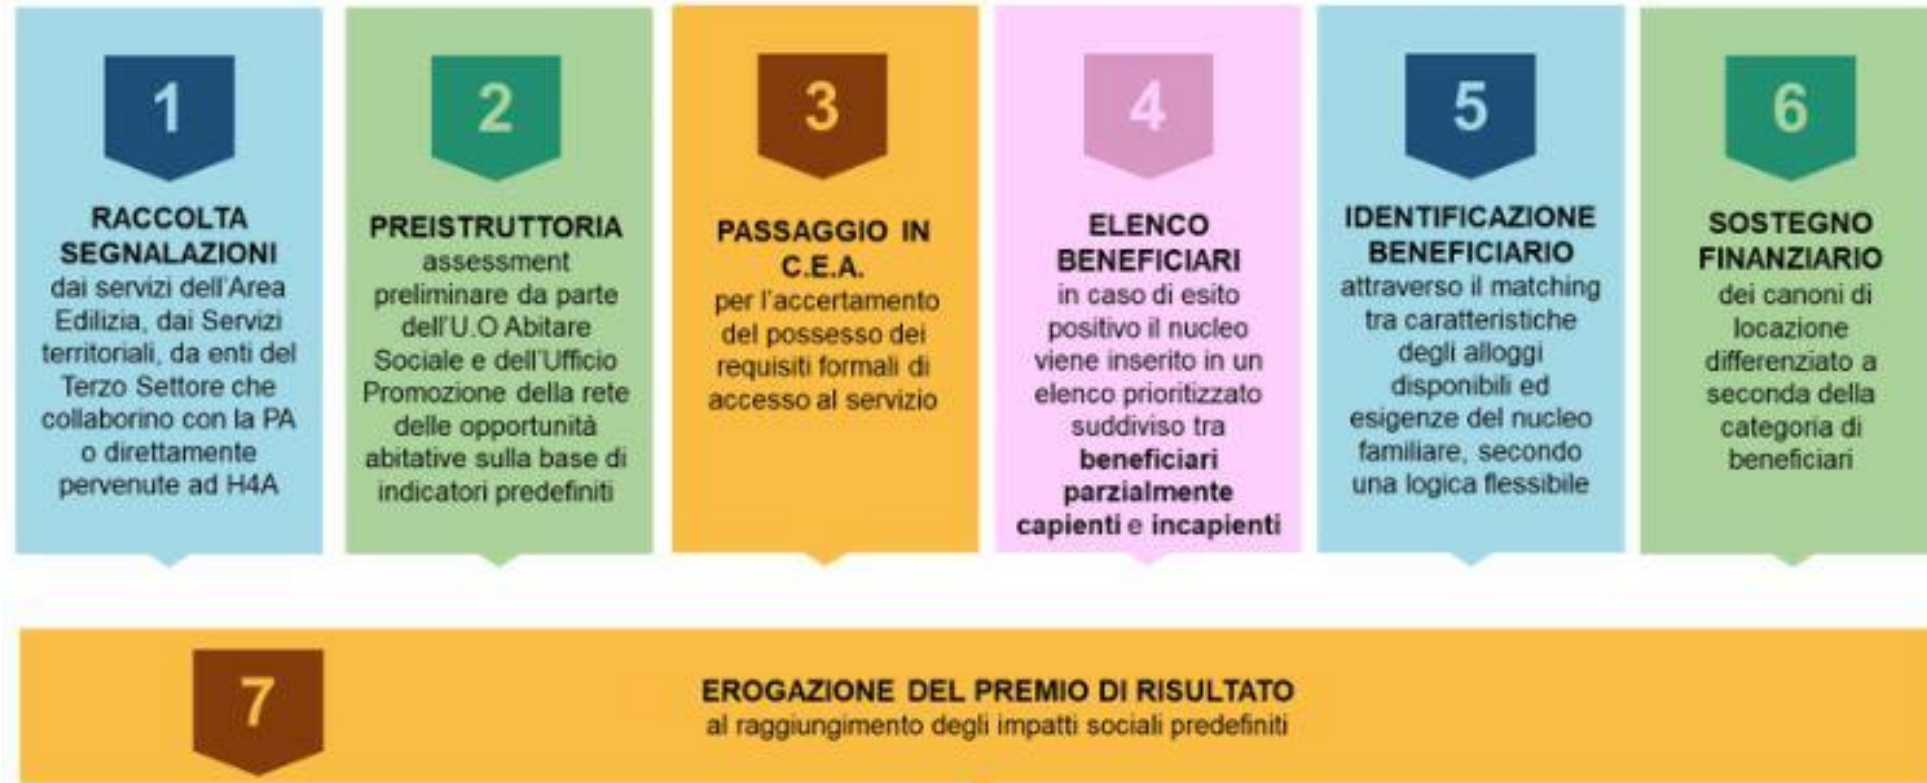 1
RACCOLTA
SEGNALAZIONI
dai servizi dell'Area
Edilizia, dai Servizi
territoriali, da enti del
Terzo Settore che
collaborino con la PA
o direttamente
pervenute ad H4A
2
PREISTRUTTORIA
assessment
preliminare da parte
dell'U.O Abitare
Sociale e dell'Ufficio
Promozione della rete
delle opportunità
abitative sulla base di
indicatori predefiniti
3
PASSAGGIO IN
C.E.A.
per l'accertamento
del possesso dei
requisiti formali di
accesso al servizio
4
ELENCO
BENEFICIARI
in caso di esito
positivo il nucleo
viene inserito in un
elenco prioritizzato
suddiviso tra
beneficiari
parzialmente
capienti e incapienti
5
IDENTIFICAZIONE
BENEFICIARIO
attraverso il matching
tra caratteristiche
degli alloggi
disponibili ed
esigenze del nucleo
familiare, secondo
una logica flessibile
6
SOSTEGNO
FINANZIARIO
dei canoni di
locazione
differenziato a
seconda della
categoria di
beneficiari
7
EROGAZIONE DEL PREMIO DI RISULTATO
al raggiungimento degli impatti sociali predefiniti